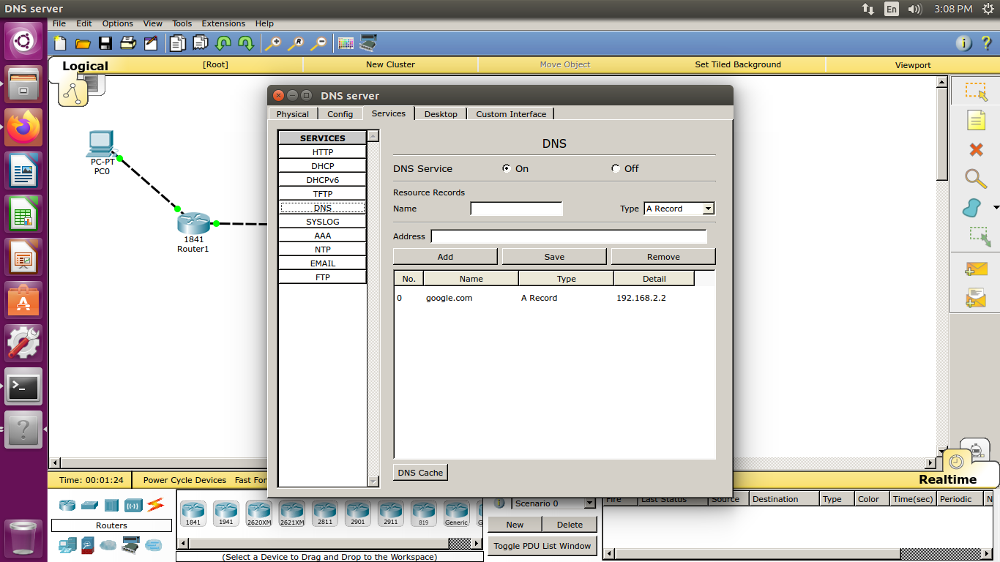 DNS server
En
3:08 PM
File Edit Options View Tools Extensions Help
Logical
[Root]
New Cluster
Move Object
Set Tiled Background
Viewport
PC-PT
PC0
1841
Router1
DNS server
Physical Config Services Desktop Custom Interface
SERVICES
HTTP
DHCP
DHCPv6
TFTP
DNS
SYSLOG
AAA
NTP
EMAIL
FTP
DNS
DNS Service On Off
Resource Records
Name Type A Record
Address
Add Save Remove
No. Name Type Detail
0 google.com A Record 192.168.2.2
DNS Cache
Time: 00:01:24 Power Cycle Devices Fast For
Realtime
Routers
1841 1941 2620XM 2621XM 2811 2901 2911 819 Generic G
(Select a Device to Drag and Drop to the Workspace)
Scenario 0
New Delete
Toggle PDU List Window
Fire Last Status Source Destination Type Color Time(sec) Periodic N